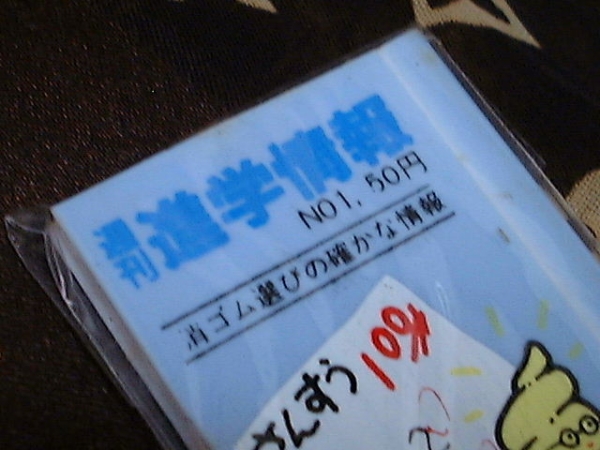 週刊
進学情報
NO1, 50円
消ゴム選びの確かな情報
さんすう